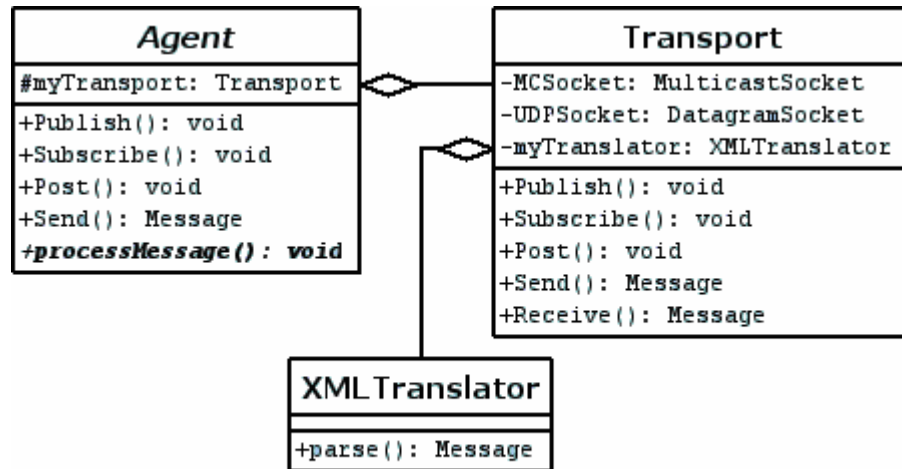 Agent
#myTransport: Transport
+Publish(): void
+Subscribe(): void
+Post(): void
+Send(): Message
+processMessage(): void
Transport
-MCSocket: MulticastSocket
-UDPSocket: DatagramSocket
-myTranslator: XMLTranslator
+Publish(): void
+Subscribe(): void
+Post(): void
+Send(): Message
+Receive(): Message
XMLTranslator
+parse(): Message